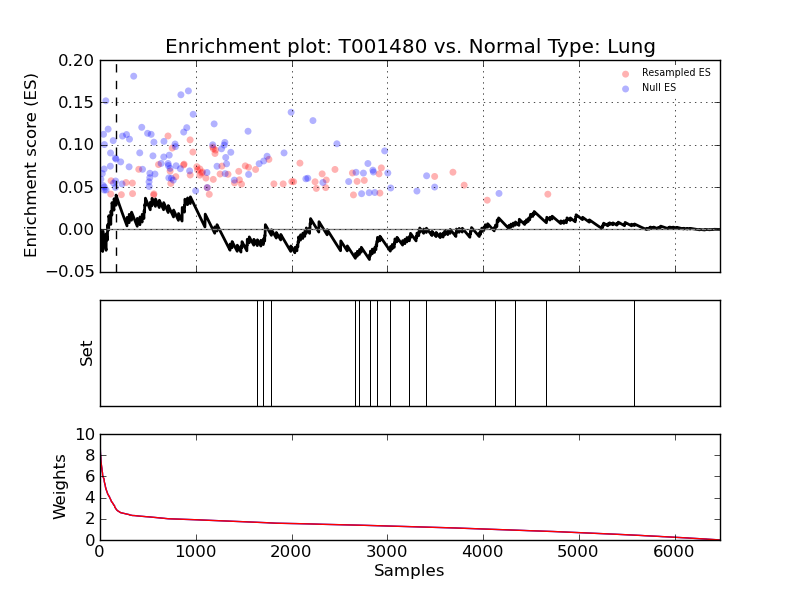 Enrichment plot: T001480 vs. Normal Type: Lung
Enrichment score (ES)
0.20
0.15
0.10
0.05
0.00
−0.05
Resampled ES
Null ES
Set
Weights
10
8
6
4
2
0
0 1000 2000 3000 4000 5000 6000
Samples